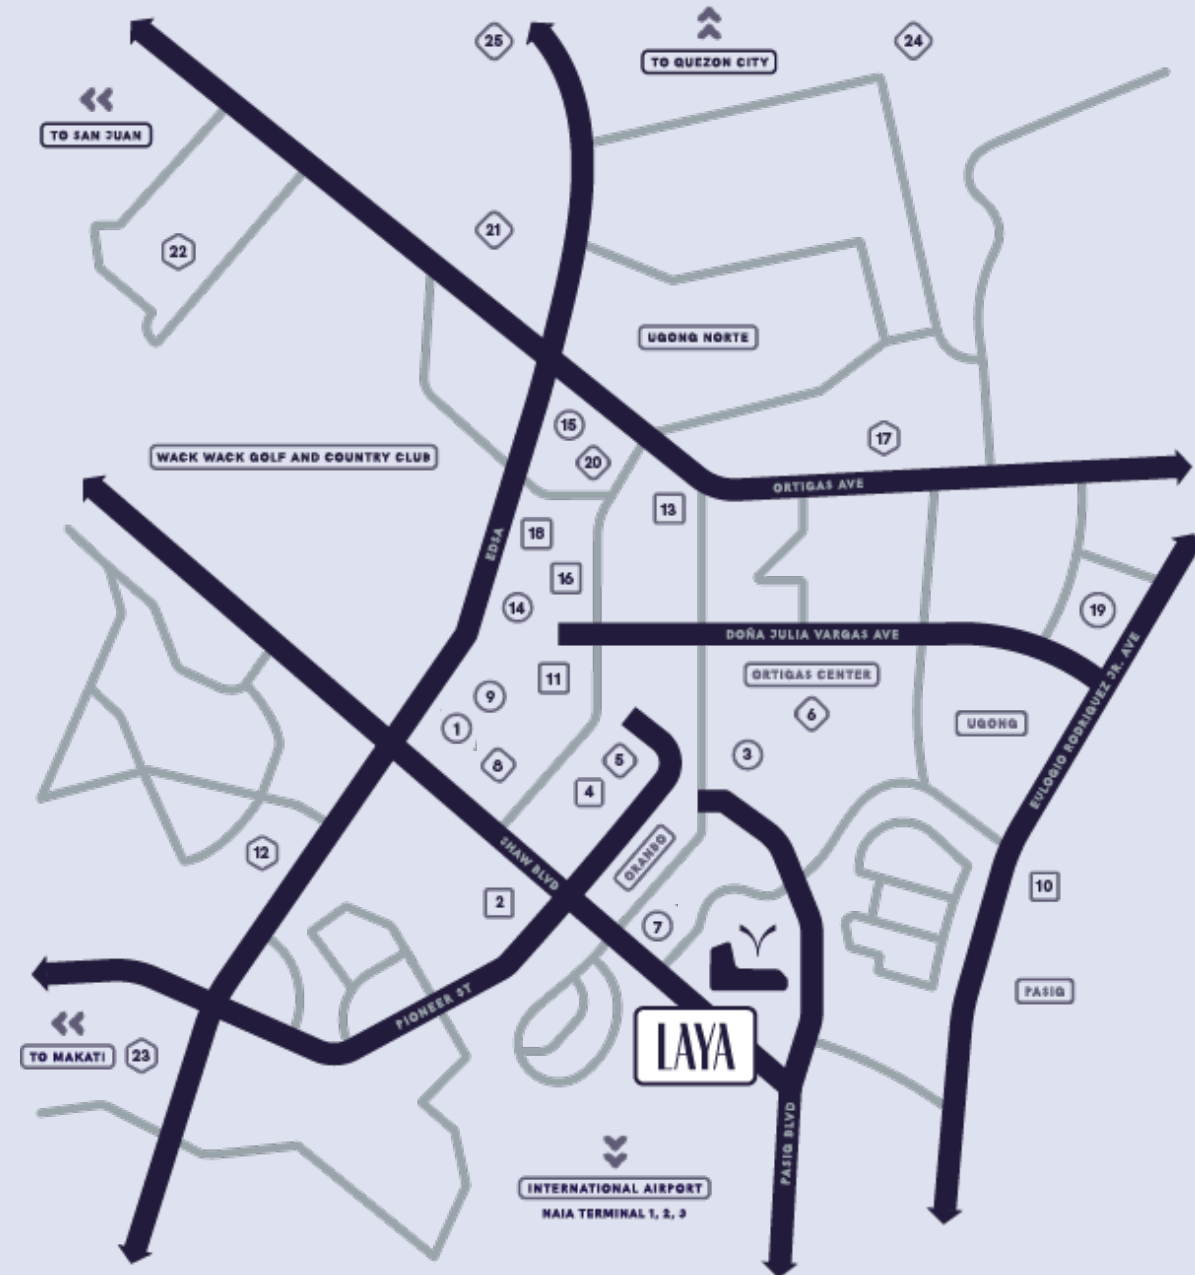 25
24
TO QUEZON CITY
TO SAN JUAN
21
22
UGONG NORTE
15
17
20
WACK WACK GOLF AND COUNTRY CLUB
ORTIGAS AVE
13
18
EDSA
16
14
19
DOÑA JULIA VARGAS AVE
11
ORTIGAS CENTER
9
6
UGONG
EULOGIO RODRIQUEZ JR. AVE
1
3
8
5
4
12
SHAW BLVD
ORANBO
10
2
7
PASIG
PIONEER ST
TO MAKATI
23
LAYA
PASIG BLVD
INTERNATIONAL AIRPORT
NAIA TERMINAL 1, 2, 3